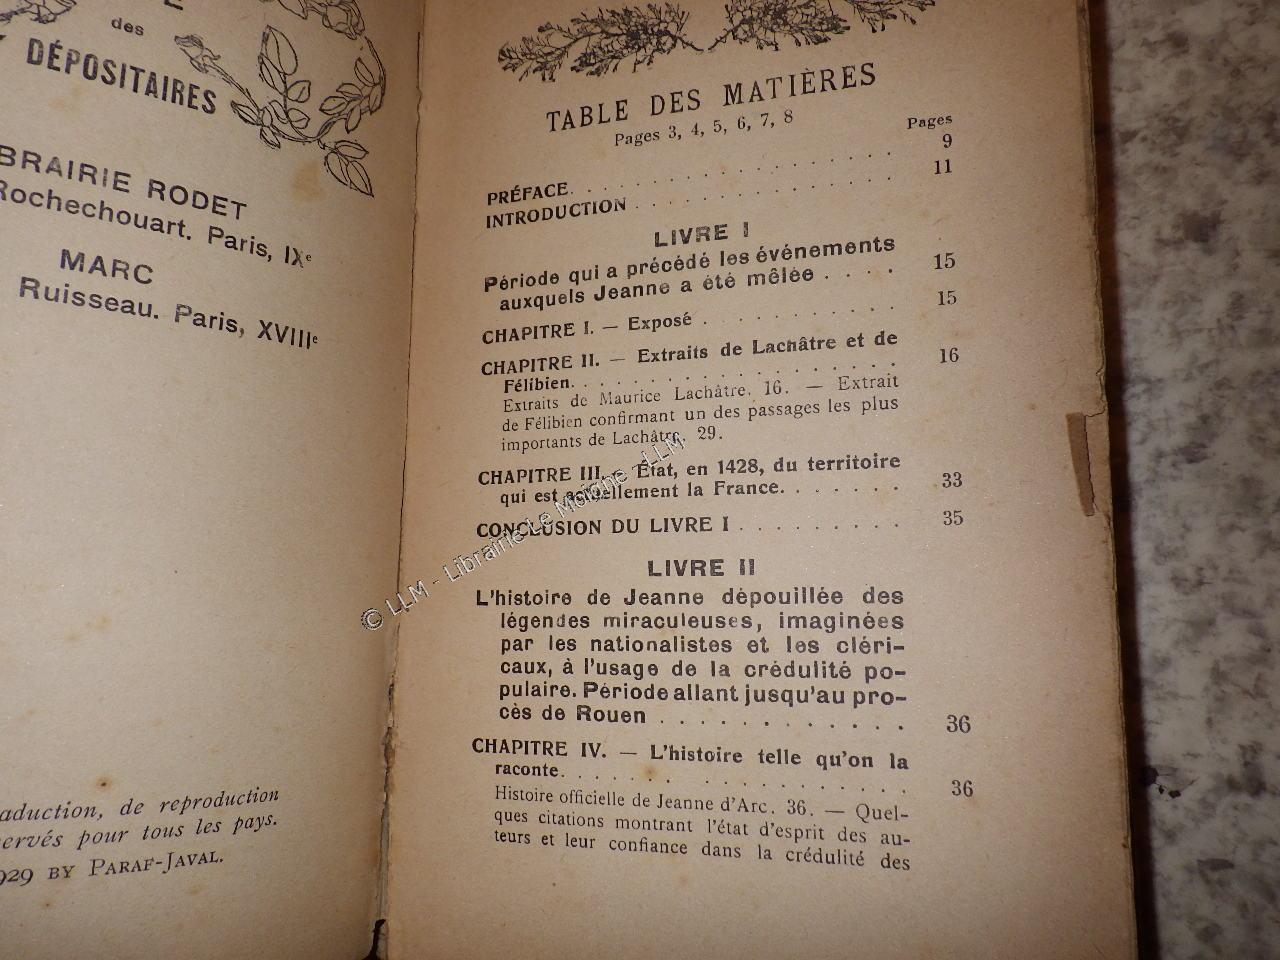 des
DÉPOSITAIRES
BRAIRIE RODET
Rochechouart. Paris, IXe
MARC
Ruisseau. Paris, XVIIIe
aduction, de reproduction
ervés pour tous les pays.
929 BY PARAF-JAVAL.
TABLE DES MATIÈRES
Pages 3, 4, 5, 6, 7, 8
Pages
PRÉFACE. . . . . . . . . . . . . . 9
INTRODUCTION . . . . . . . . . . . . 11
LIVRE I
Période qui a précédé les événements
auxquels Jeanne a été mêlée . . . . 15
CHAPITRE I. — Exposé . . . . . . . . . 15
CHAPITRE II. — Extraits de Lachâtre et de
Félibien. . . . . . . . . . . . . . . 16
Extraits de Maurice Lachâtre. 16. — Extrait
de Félibien confirmant un des passages les plus
importants de Lachâtre. 29.
CHAPITRE III. — État, en 1428, du territoire
qui est actuellement la France. . . . . . . 33
CONCLUSION DU LIVRE I . . . . . . . . . 35
LIVRE II
L'histoire de Jeanne dépouillée des
légendes miraculeuses, imaginées
par les nationalistes et les cléri-
caux, à l'usage de la crédulité po-
pulaire. Période allant jusqu'au pro-
cès de Rouen . . . . . . . . . . . . 36
CHAPITRE IV. — L'histoire telle qu'on la
raconte. . . . . . . . . . . . . . . 36
Histoire officielle de Jeanne d'Arc. 36. — Quel-
ques citations montrant l'état d'esprit des au-
teurs et leur confiance dans la crédulité des
© LLM - Librairie Le Moigne - LLM